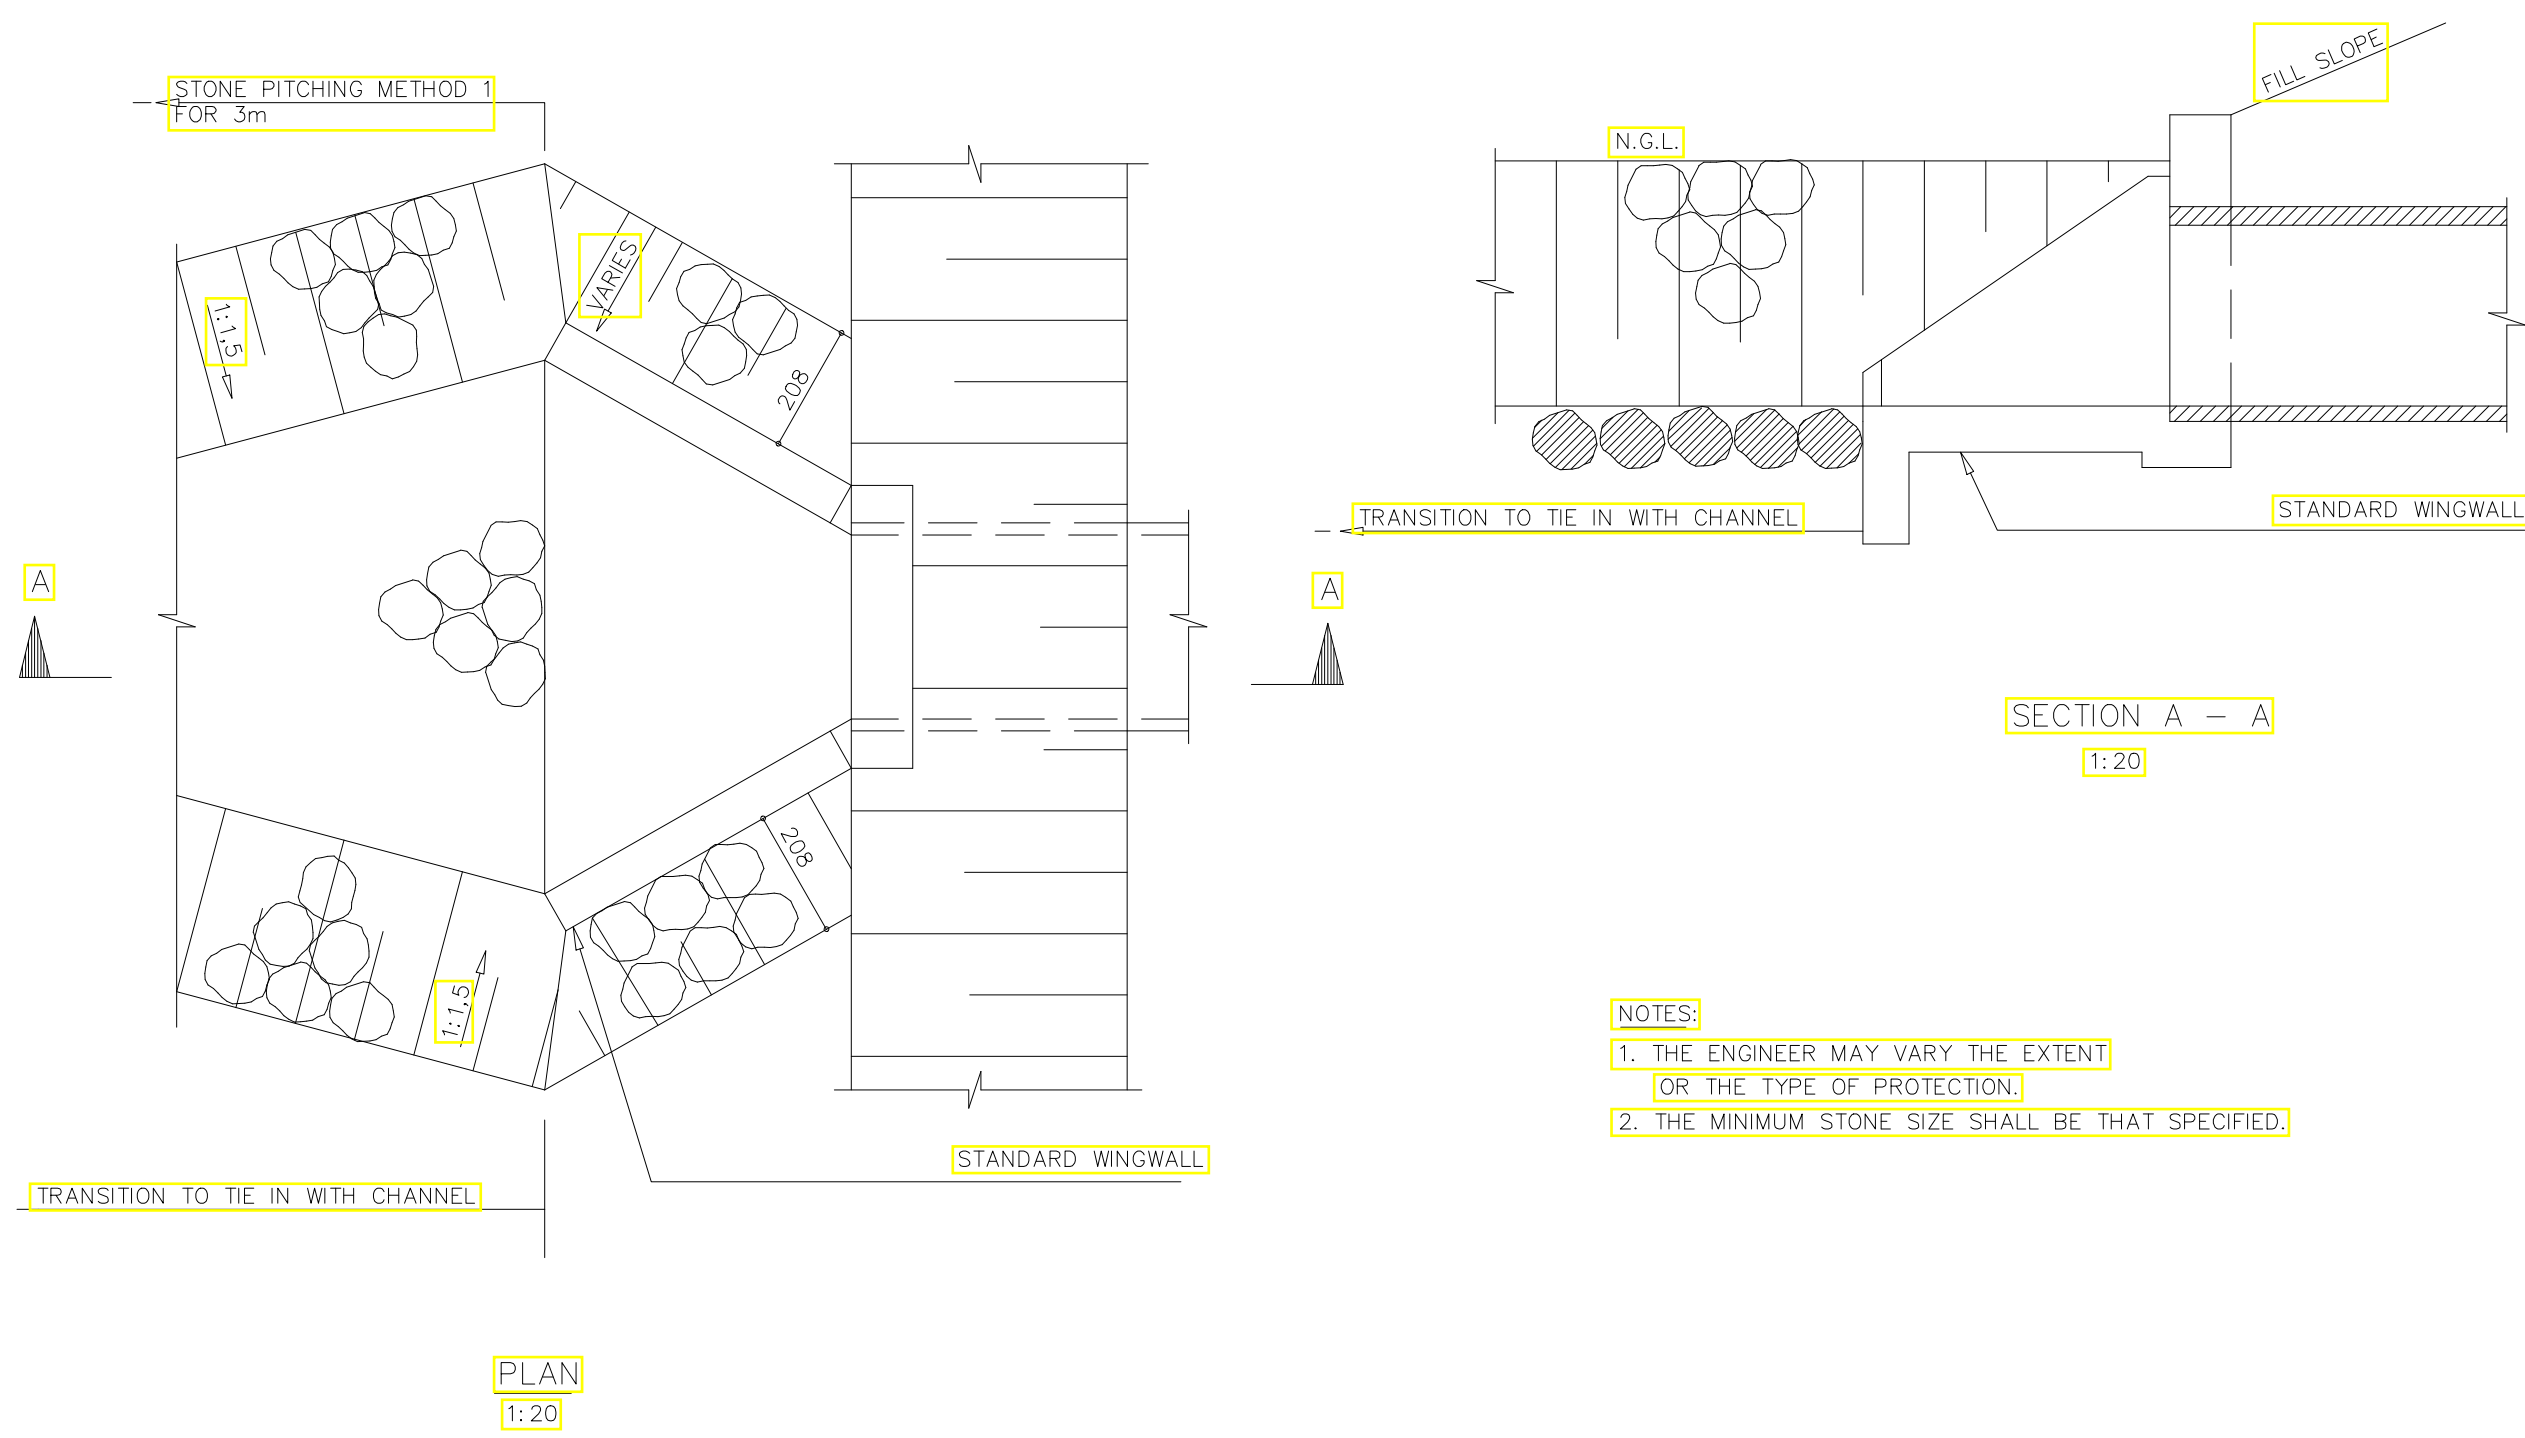 STONE PITCHING METHOD 1
FOR 3m
FILL SLOPE
N.G.L.
VARIES
1:1,5
208
TRANSITION TO TIE IN WITH CHANNEL
STANDARD WINGWALL
A
A
SECTION A - A
1:20
208
1:1,5
NOTES:
1. THE ENGINEER MAY VARY THE EXTENT
OR THE TYPE OF PROTECTION.
2. THE MINIMUM STONE SIZE SHALL BE THAT SPECIFIED.
STANDARD WINGWALL
TRANSITION TO TIE IN WITH CHANNEL
PLAN
1:20